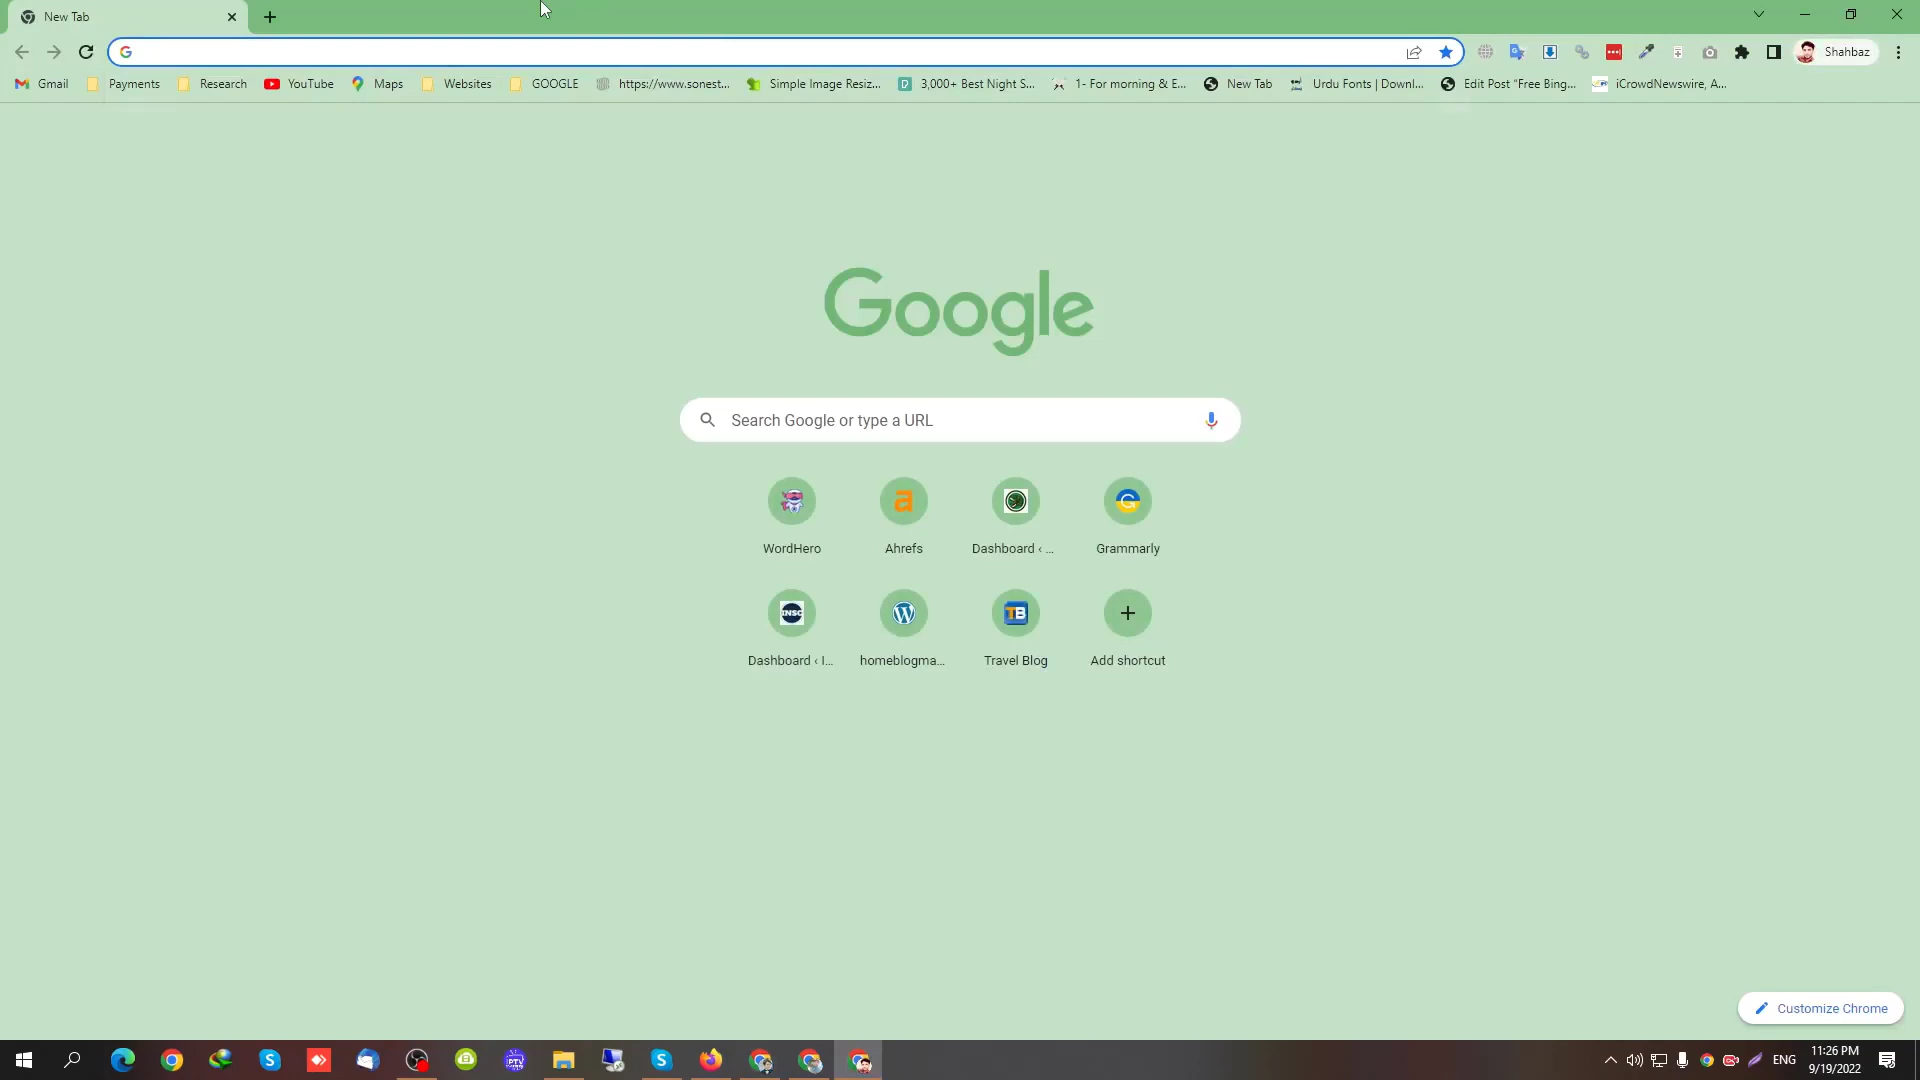 New Tab
Shahbaz
Gmail Payments Research YouTube Maps Websites GOOGLE https://www.sonest... Simple Image Resiz... 3,000+ Best Night S... 1- For morning & E... New Tab Urdu Fonts | Downl... Edit Post "Free Bing... iCrowdNewswire, A...
Google
Search Google or type a URL
WordHero Ahrefs Dashboard ‹ ... Grammarly
INSC TB
Dashboard ‹ I... homeblogma... Travel Blog Add shortcut
Customize Chrome
IPTV
ENG
11:26 PM
9/19/2022